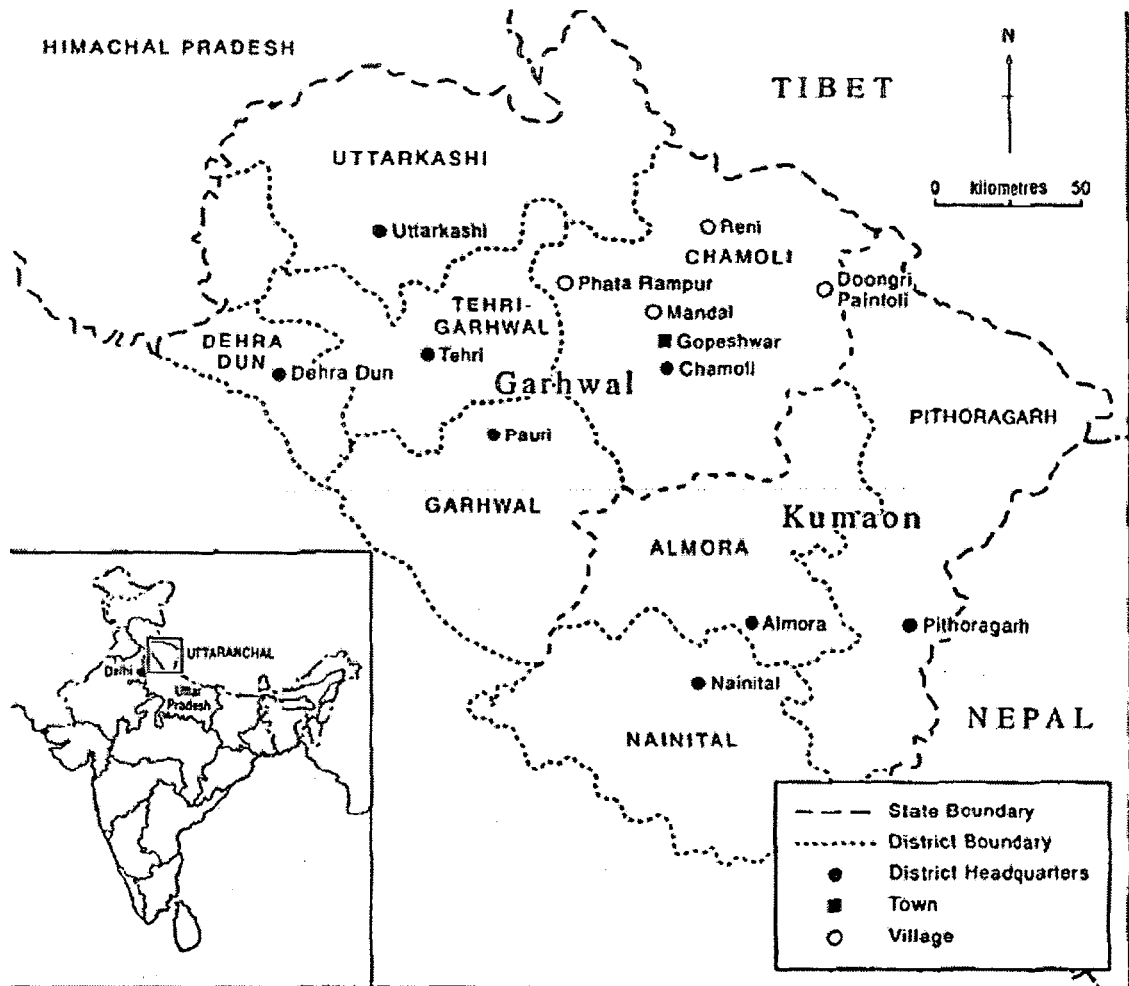 HIMACHAL PRADESH
N
TIBET
0 kilometres 50
UTTARKASHI
Uttarkashi
Reni
CHAMOLI
Phata Rampur
Doongri
Paintoli
TEHRI-
GARHWAL
Mandal
DEHRA
DUN
Gopeshwar
Tehri
Dehra Dun
Chamoli
Garhwal
PITHORAGARH
Pauri
GARHWAL
Kumaon
ALMORA
Almora
Pithoragarh
UTTARANCHAL
Delhi
Uttar
Pradesh
Nainital
NEPAL
NAINITAL
State Boundary
District Boundary
District Headquarters
Town
Village